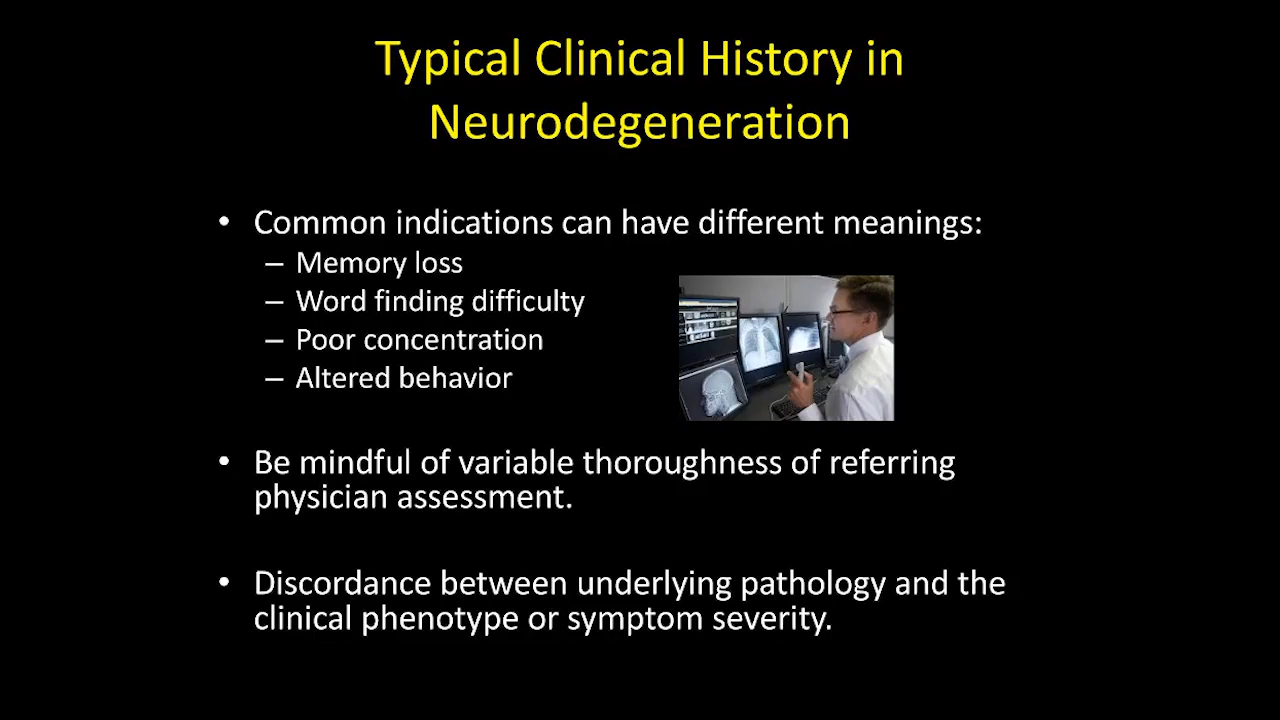 Typical Clinical History in
Neurodegeneration
• Common indications can have different meanings:
– Memory loss
– Word finding difficulty
– Poor concentration
– Altered behavior
• Be mindful of variable thoroughness of referring
physician assessment.
• Discordance between underlying pathology and the
clinical phenotype or symptom severity.